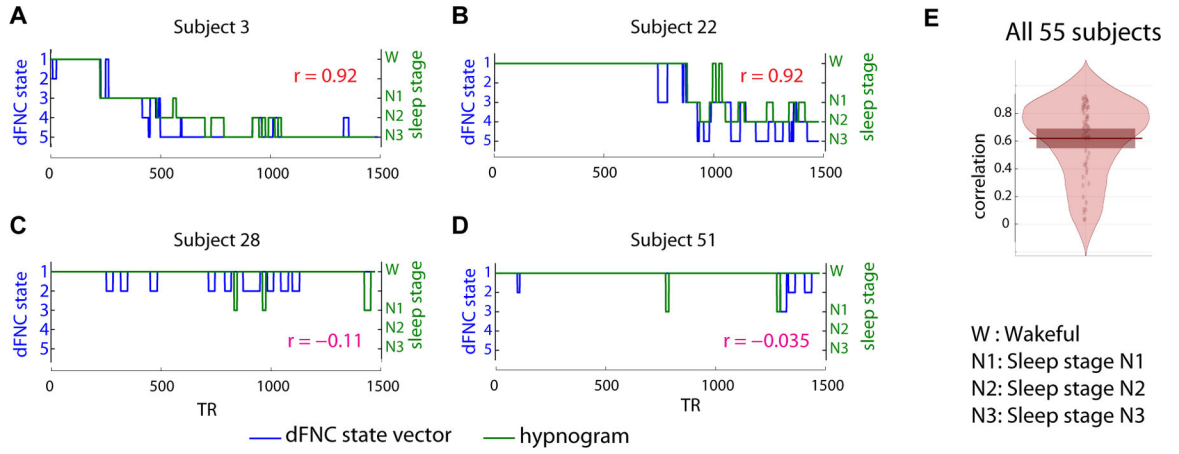 A
Subject 3
dFNC state
1
2
3
4
5
r = 0.92
W
N1
N2
N3
sleep stage
0
500
1000
1500
B
Subject 22
dFNC state
1
2
3
4
5
r = 0.92
W
N1
N2
N3
sleep stage
0
500
1000
1500
C
Subject 28
dFNC state
1
2
3
4
5
r = −0.11
W
N1
N2
N3
sleep stage
0
500
1000
1500
TR
D
Subject 51
dFNC state
1
2
3
4
5
r = −0.035
W
N1
N2
N3
sleep stage
0
500
1000
1500
TR
dFNC state vector
hypnogram
E
All 55 subjects
correlation
0.8
0.6
0.4
0.2
0
W : Wakeful
N1: Sleep stage N1
N2: Sleep stage N2
N3: Sleep stage N3